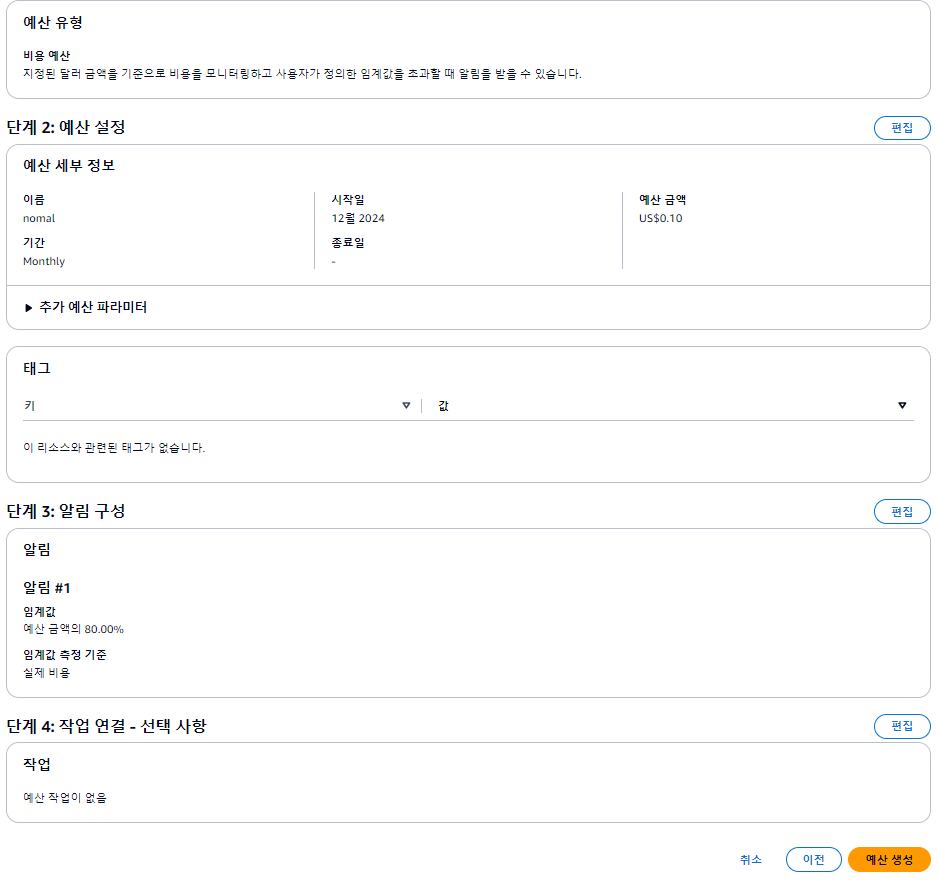 예산 유형
비용 예산
지정된 달러 금액을 기준으로 비용을 모니터링하고 사용자가 정의한 임계값을 초과할 때 알림을 받을 수 있습니다.
단계 2: 예산 설정
편집
예산 세부 정보
이름
nomal
기간
Monthly
시작일
12월 2024
종료일
-
예산 금액
US$0.10
추가 예산 파라미터
태그
키
값
이 리소스와 관련된 태그가 없습니다.
단계 3: 알림 구성
편집
알림
알림 #1
임계값
예산 금액의 80.00%
임계값 측정 기준
실제 비용
단계 4: 작업 연결 - 선택 사항
편집
작업
예산 작업이 없음
취소
이전
예산 생성